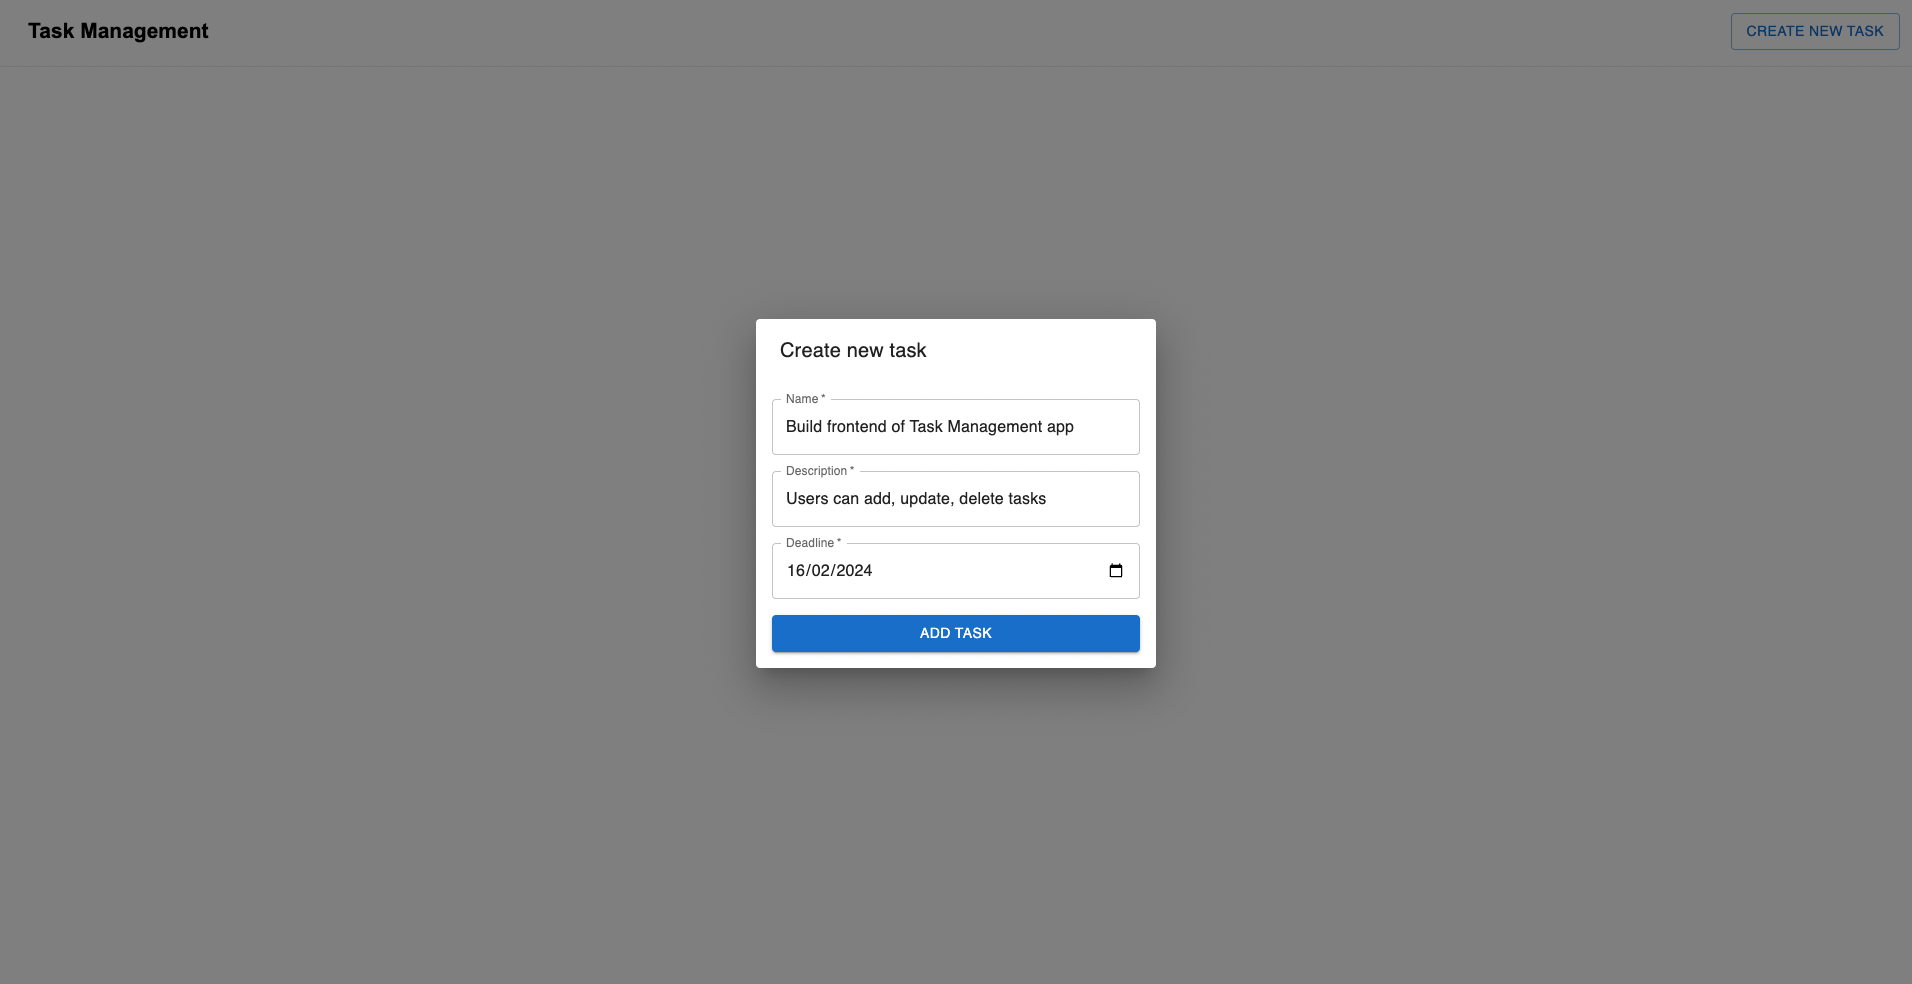 Task Management
CREATE NEW TASK
Create new task
Name *
Build frontend of Task Management app
Description *
Users can add, update, delete tasks
Deadline *
16/02/2024
ADD TASK